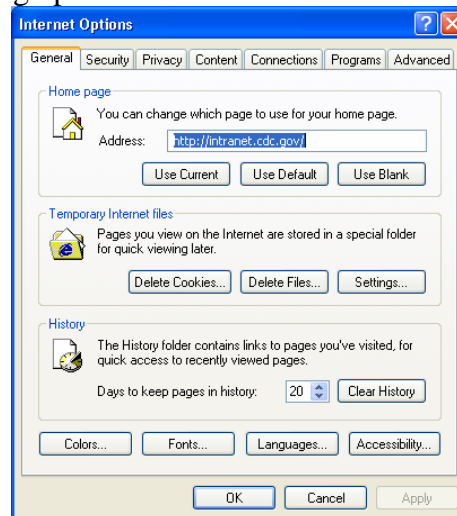 Internet Options
General Security Privacy Content Connections Programs Advanced
Home page
You can change which page to use for your home page.
Address: http://intranet.cdc.gov/
Use Current Use Default Use Blank
Temporary Internet files
Pages you view on the Internet are stored in a special folder
for quick viewing later.
Delete Cookies... Delete Files... Settings...
History
The History folder contains links to pages you've visited, for
quick access to recently viewed pages.
Days to keep pages in history: 20 Clear History
Colors... Fonts... Languages... Accessibility...
OK Cancel Apply